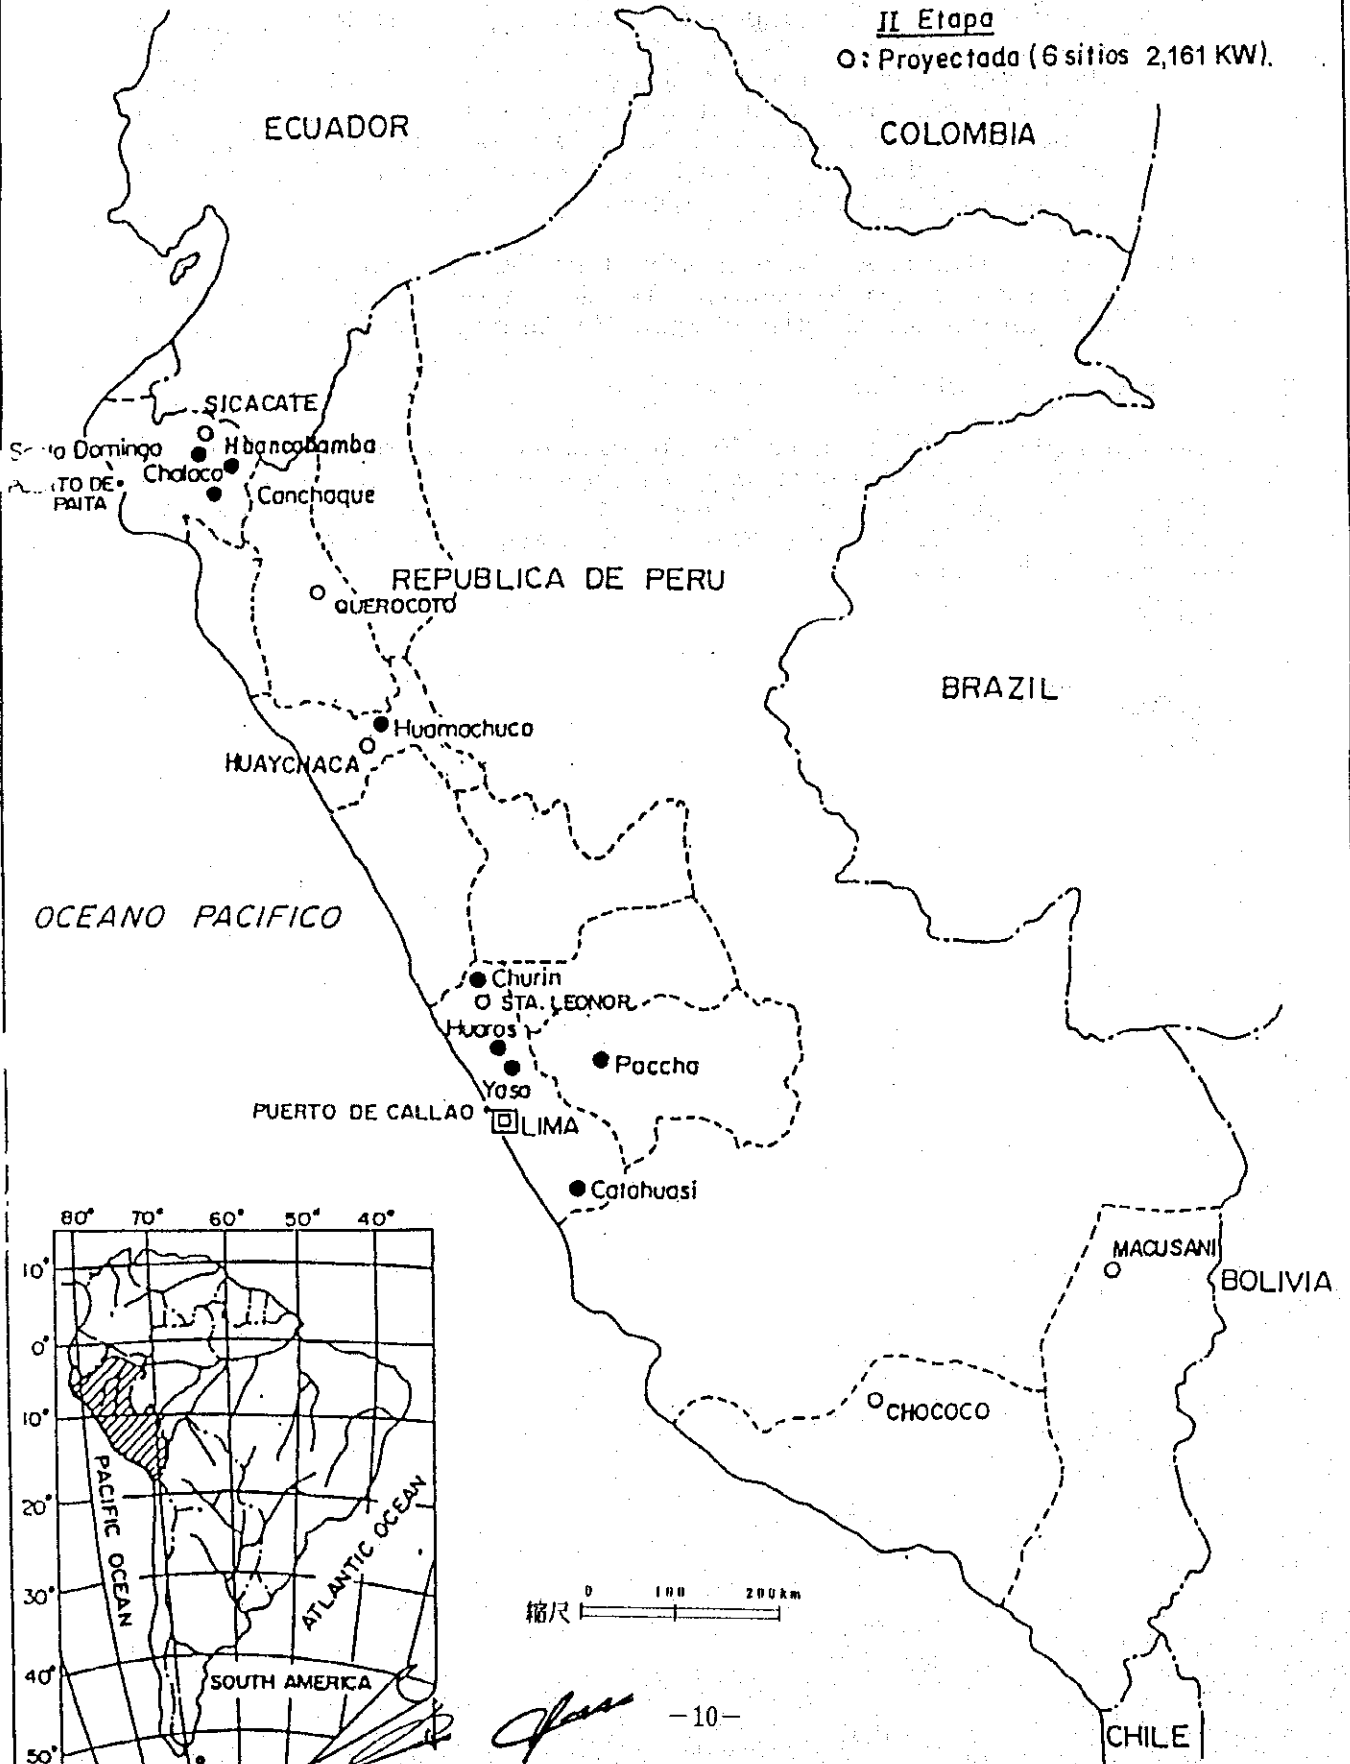 II Etapa
O: Proyectada (6 sitios 2,161 KW).
ECUADOR
COLOMBIA
SICACATE
Domingo
Huancabamba
Chalaco
DE
PAITA
Canchaque
REPUBLICA DE PERU
QUEROCOTO
BRAZIL
Huamachuco
HUAYCHACA
OCEANO PACIFICO
Churin
STA. LEONOR
Huaros
Paccha
Yaso
PUERTO DE CALLAO
LIMA
Catahuasi
MACUSANI
BOLIVIA
CHOCOCO
80° 70° 60° 50° 40°
10°
0°
10°
20°
30°
40°
50°
PACIFIC OCEAN
ATLANTIC OCEAN
SOUTH AMERICA
0 100 200km
縮尺
-10-
CHILE